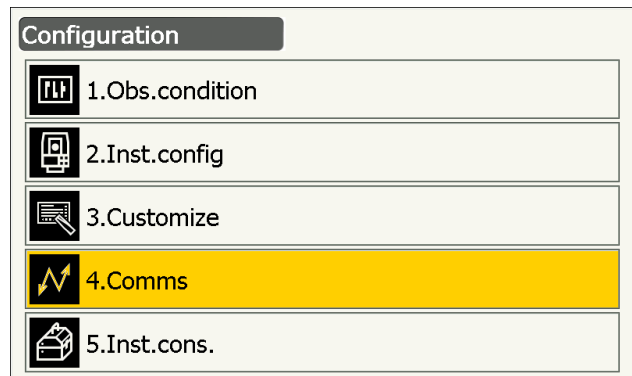 Configuration
1.Obs.condition
2.Inst.config
3.Customize
4.Comms
5.Inst.cons.